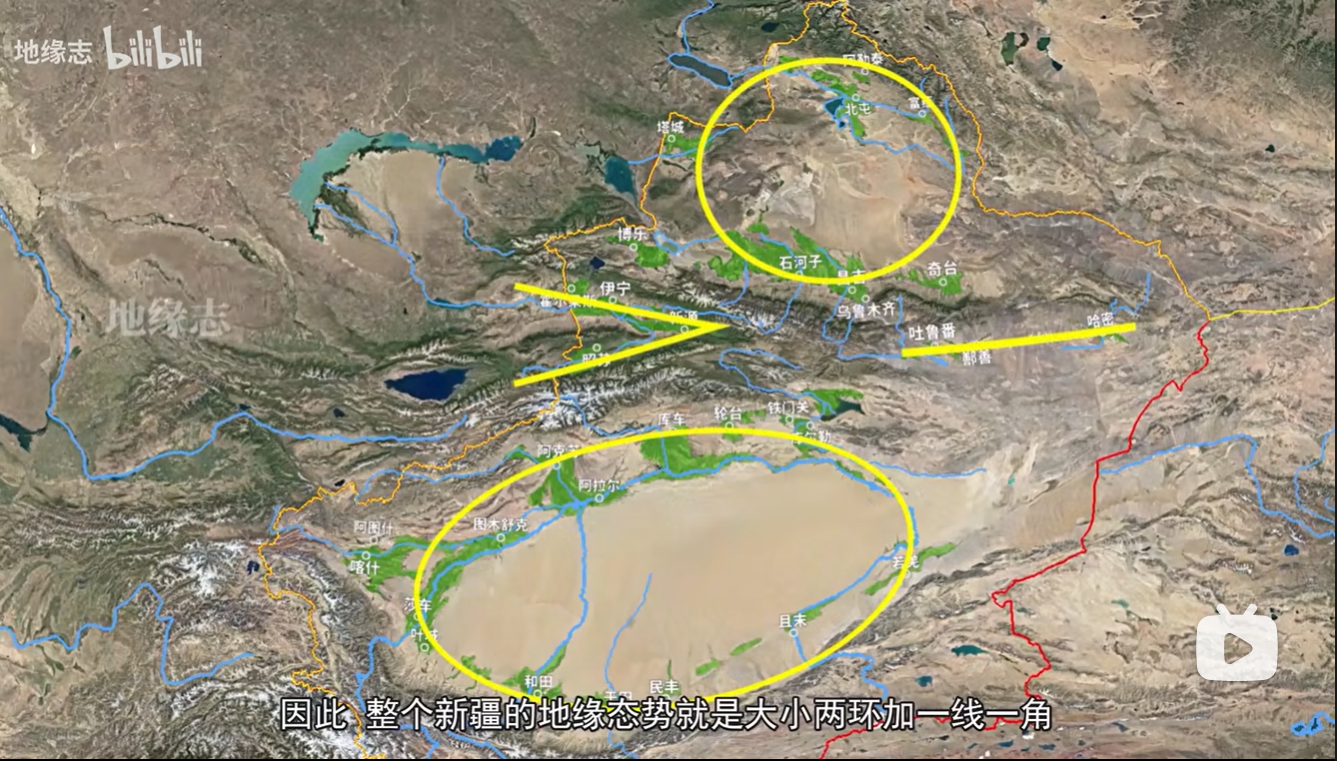 地缘志 bilibili
阿勒泰
北屯
富蕴
塔城
博乐
石河子
昌吉
奇台
伊宁
霍尔果斯
新源
昭苏
乌鲁木齐
吐鲁番
鄯善
哈密
地缘志
库车
轮台
铁门关
库尔勒
阿克苏
阿拉尔
图木舒克
阿图什
喀什
莎车
叶城
若羌
且末
和田
于田
民丰
因此 整个新疆的地缘态势就是大小两环加一线一角